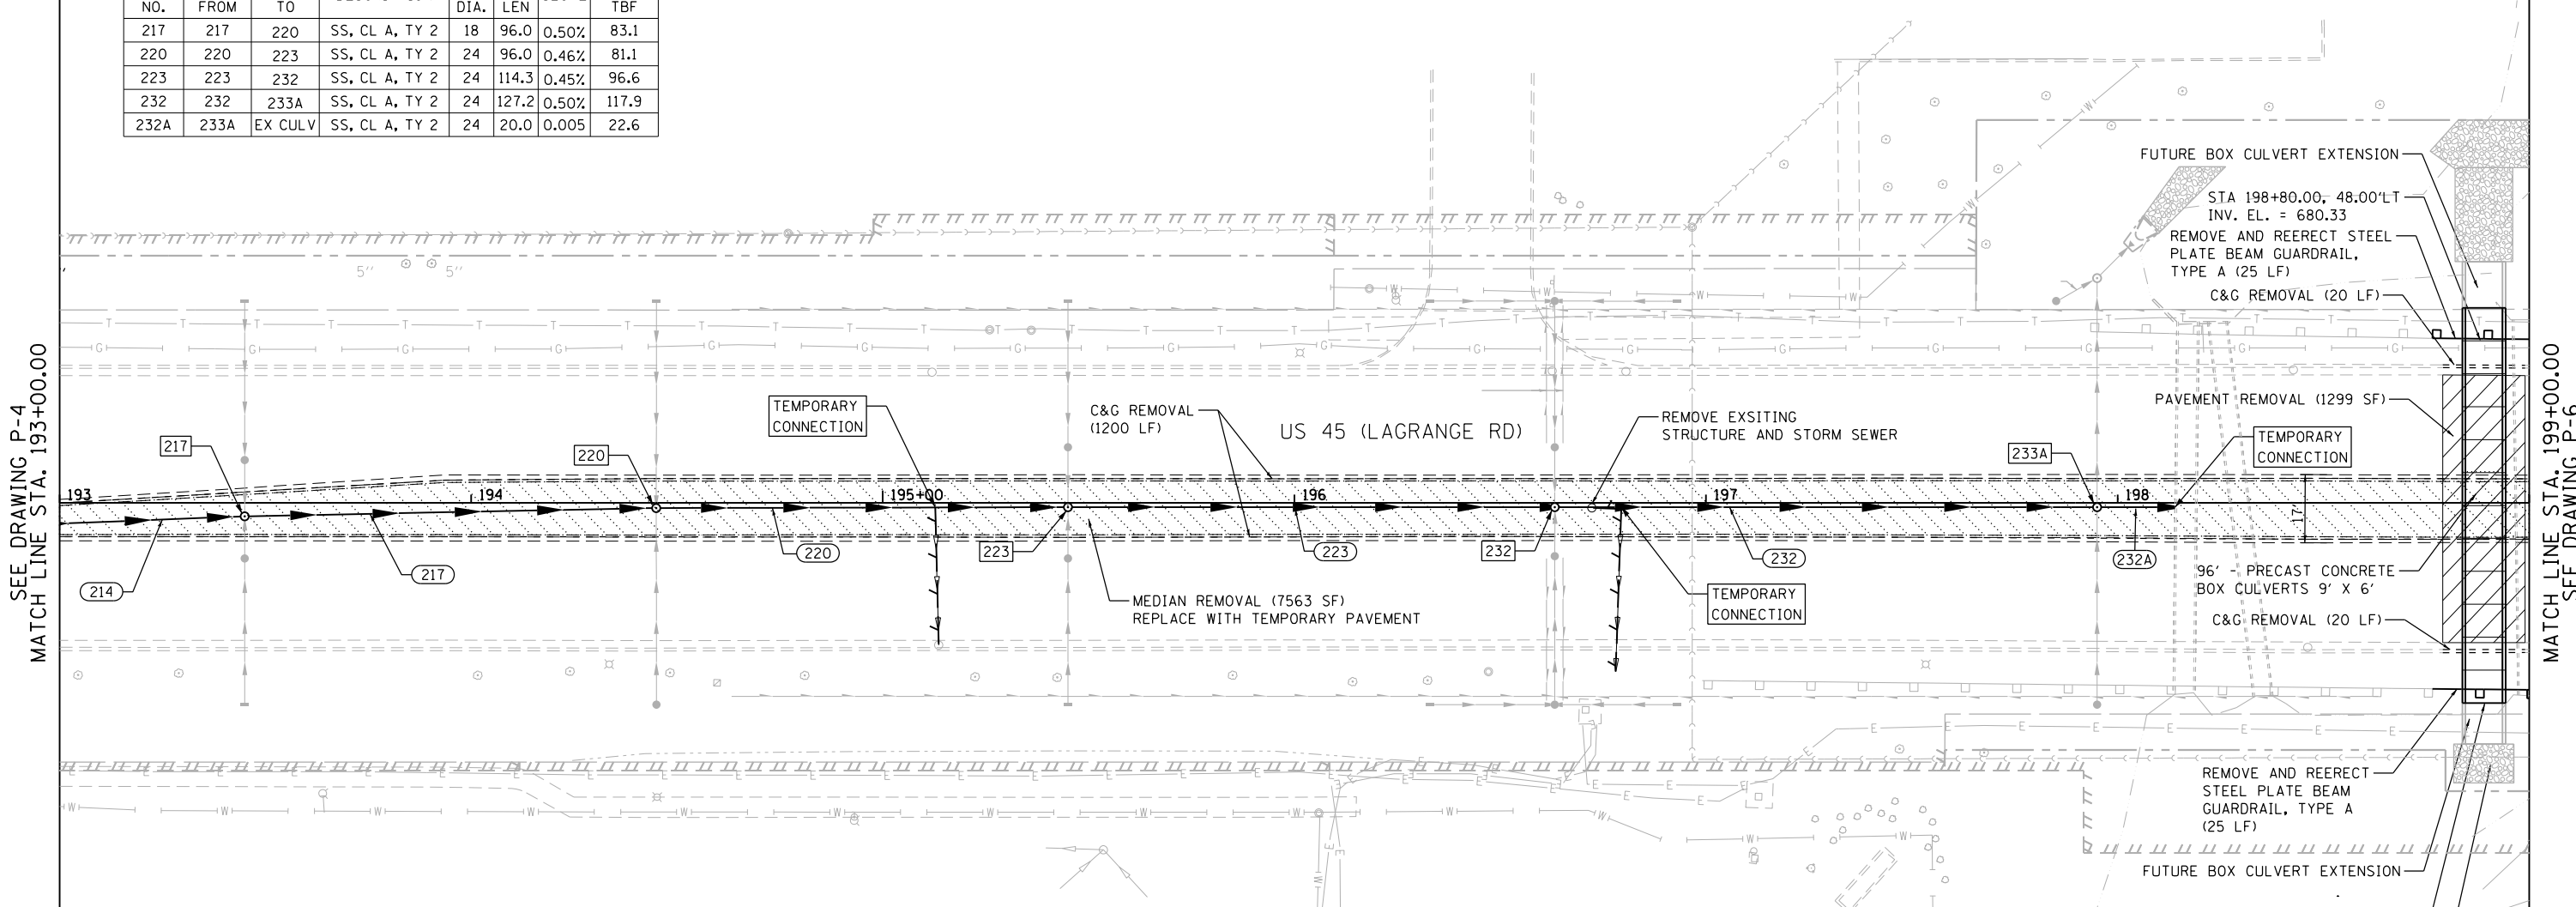 NO. FROM TO DIA. LEN TBF
217 217 220 SS, CL A, TY 2 18 96.0 0.50% 83.1
220 220 223 SS, CL A, TY 2 24 96.0 0.46% 81.1
223 223 232 SS, CL A, TY 2 24 114.3 0.45% 96.6
232 232 233A SS, CL A, TY 2 24 127.2 0.50% 117.9
232A 233A EX CULV SS, CL A, TY 2 24 20.0 0.005 22.6
SEE DRAWING P-4
MATCH LINE STA. 193+00.00
5'' 5''
FUTURE BOX CULVERT EXTENSION
STA 198+80.00, 48.00'LT
INV. EL. = 680.33
REMOVE AND REERECT STEEL
PLATE BEAM GUARDRAIL,
TYPE A (25 LF)
C&G REMOVAL (20 LF)
PAVEMENT REMOVAL (1299 SF)
TEMPORARY
CONNECTION
C&G REMOVAL
(1200 LF)
US 45 (LAGRANGE RD)
REMOVE EXSITING
STRUCTURE AND STORM SEWER
TEMPORARY
CONNECTION
217
220
233A
193
194
195+00
196
197
198
17'
214
217
220
223
223
232
232
232A
MEDIAN REMOVAL (7563 SF)
REPLACE WITH TEMPORARY PAVEMENT
TEMPORARY
CONNECTION
96' - PRECAST CONCRETE
BOX CULVERTS 9' X 6'
C&G REMOVAL (20 LF)
REMOVE AND REERECT
STEEL PLATE BEAM
GUARDRAIL, TYPE A
(25 LF)
FUTURE BOX CULVERT EXTENSION
MATCH LINE STA. 199+00.00
SEE DRAWING P-6